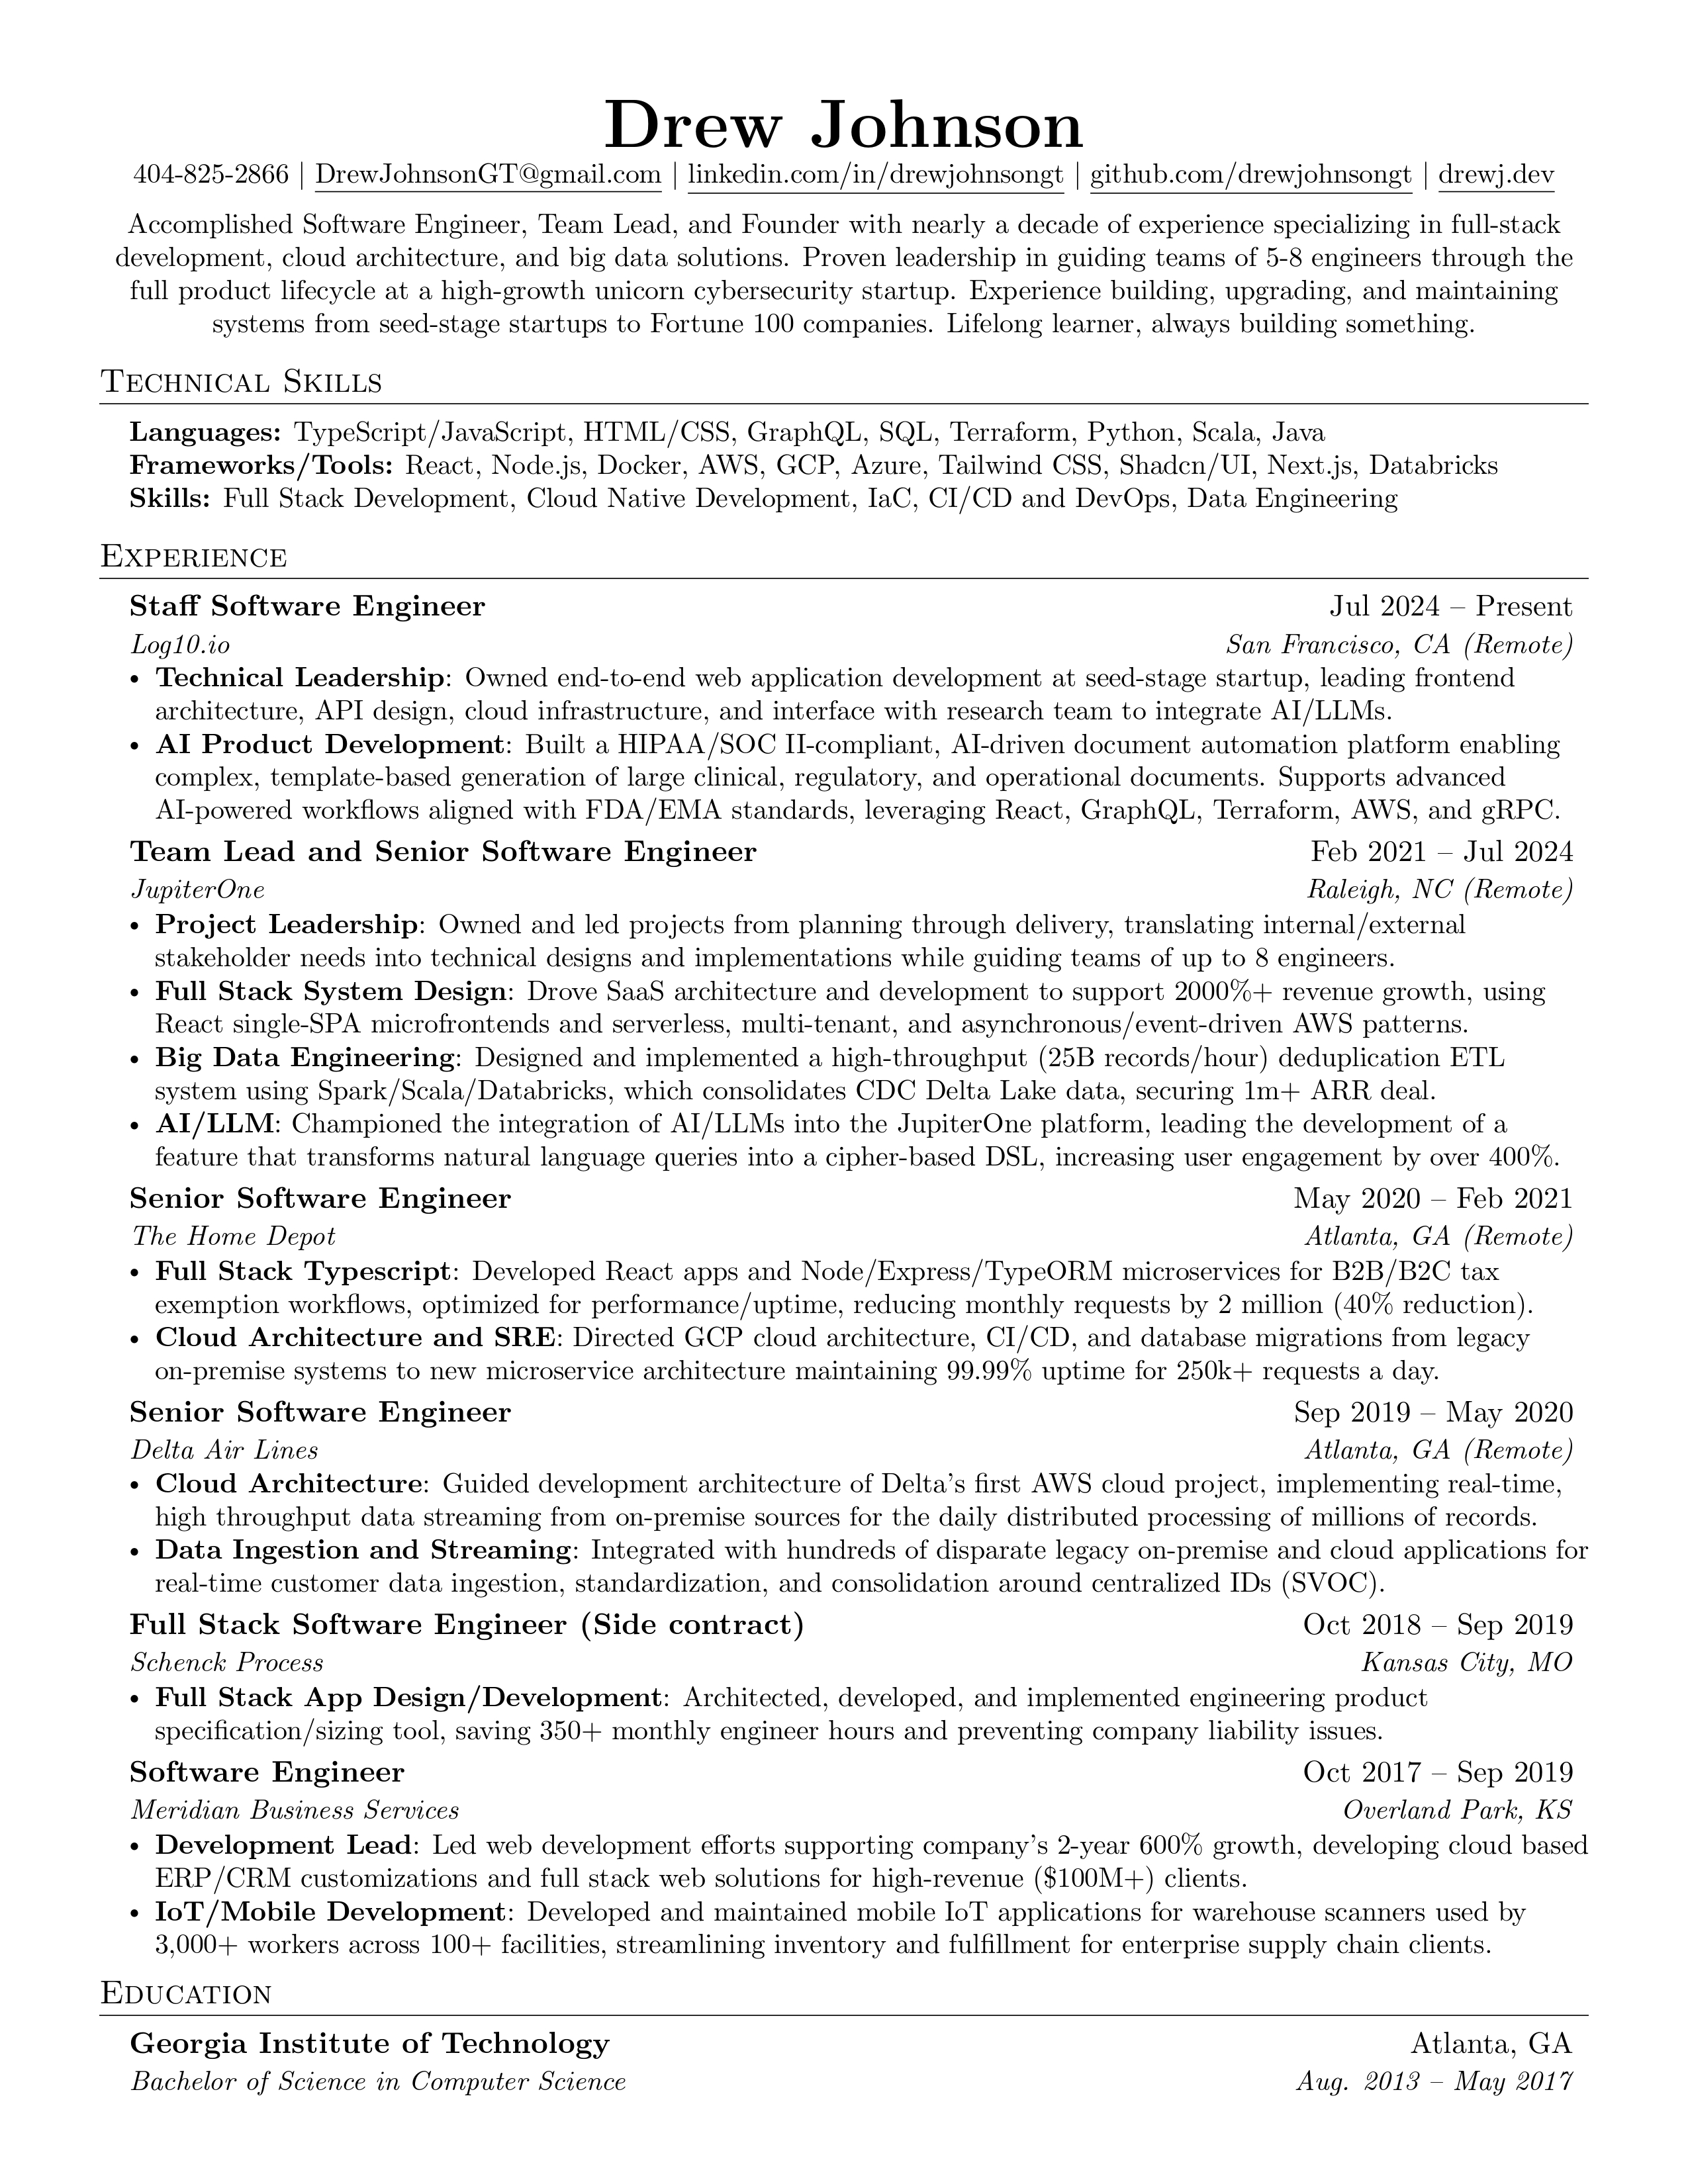 Drew Johnson
404-825-2866 | DrewJohnsonGT@gmail.com | linkedin.com/in/drewjohnsongt | github.com/drewjohnsongt | drewj.dev
Accomplished Software Engineer, Team Lead, and Founder with nearly a decade of experience specializing in full-stack
development, cloud architecture, and big data solutions. Proven leadership in guiding teams of 5-8 engineers through the
full product lifecycle at a high-growth unicorn cybersecurity startup. Experience building, upgrading, and maintaining
systems from seed-stage startups to Fortune 100 companies. Lifelong learner, always building something.
Technical Skills
Languages: TypeScript/JavaScript, HTML/CSS, GraphQL, SQL, Terraform, Python, Scala, Java
Frameworks/Tools: React, Node.js, Docker, AWS, GCP, Azure, Tailwind CSS, Shadcn/UI, Next.js, Databricks
Skills: Full Stack Development, Cloud Native Development, IaC, CI/CD and DevOps, Data Engineering
Experience
Staff Software Engineer Jul 2024 – Present
Log10.io San Francisco, CA (Remote)
• Technical Leadership: Owned end-to-end web application development at seed-stage startup, leading frontend
architecture, API design, cloud infrastructure, and interface with research team to integrate AI/LLMs.
• AI Product Development: Built a HIPAA/SOC II-compliant, AI-driven document automation platform enabling
complex, template-based generation of large clinical, regulatory, and operational documents. Supports advanced
AI-powered workflows aligned with FDA/EMA standards, leveraging React, GraphQL, Terraform, AWS, and gRPC.
Team Lead and Senior Software Engineer Feb 2021 – Jul 2024
JupiterOne Raleigh, NC (Remote)
• Project Leadership: Owned and led projects from planning through delivery, translating internal/external
stakeholder needs into technical designs and implementations while guiding teams of up to 8 engineers.
• Full Stack System Design: Drove SaaS architecture and development to support 2000%+ revenue growth, using
React single-SPA microfrontends and serverless, multi-tenant, and asynchronous/event-driven AWS patterns.
• Big Data Engineering: Designed and implemented a high-throughput (25B records/hour) deduplication ETL
system using Spark/Scala/Databricks, which consolidates CDC Delta Lake data, securing 1m+ ARR deal.
• AI/LLM: Championed the integration of AI/LLMs into the JupiterOne platform, leading the development of a
feature that transforms natural language queries into a cipher-based DSL, increasing user engagement by over 400%.
Senior Software Engineer May 2020 – Feb 2021
The Home Depot Atlanta, GA (Remote)
• Full Stack Typescript: Developed React apps and Node/Express/TypeORM microservices for B2B/B2C tax
exemption workflows, optimized for performance/uptime, reducing monthly requests by 2 million (40% reduction).
• Cloud Architecture and SRE: Directed GCP cloud architecture, CI/CD, and database migrations from legacy
on-premise systems to new microservice architecture maintaining 99.99% uptime for 250k+ requests a day.
Senior Software Engineer Sep 2019 – May 2020
Delta Air Lines Atlanta, GA (Remote)
• Cloud Architecture: Guided development architecture of Delta's first AWS cloud project, implementing real-time,
high throughput data streaming from on-premise sources for the daily distributed processing of millions of records.
• Data Ingestion and Streaming: Integrated with hundreds of disparate legacy on-premise and cloud applications for
real-time customer data ingestion, standardization, and consolidation around centralized IDs (SVOC).
Full Stack Software Engineer (Side contract) Oct 2018 – Sep 2019
Schenck Process Kansas City, MO
• Full Stack App Design/Development: Architected, developed, and implemented engineering product
specification/sizing tool, saving 350+ monthly engineer hours and preventing company liability issues.
Software Engineer Oct 2017 – Sep 2019
Meridian Business Services Overland Park, KS
• Development Lead: Led web development efforts supporting company's 2-year 600% growth, developing cloud based
ERP/CRM customizations and full stack web solutions for high-revenue ($100M+) clients.
• IoT/Mobile Development: Developed and maintained mobile IoT applications for warehouse scanners used by
3,000+ workers across 100+ facilities, streamlining inventory and fulfillment for enterprise supply chain clients.
Education
Georgia Institute of Technology Atlanta, GA
Bachelor of Science in Computer Science Aug. 2013 – May 2017